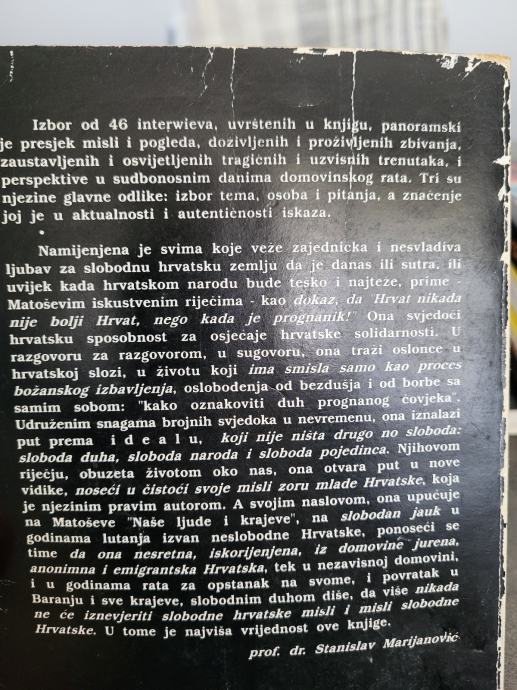 Izbor od 46 interwieva, uvrštenih u knjigu, panoramski
je presjek misli i pogleda, doživljenih i proživljenih zbivanja,
zaustavljenih i osvijetljenih tragičnih i uzvisnih trenutaka, i
perspektive u sudbonosnim danima domovinskog rata. Tri su
njezine glavne odlike: izbor tema, osoba i pitanja, a značenje
joj je u aktualnosti i autentičnosti iskaza.
•
Namijenjena je svima koje veže zajednička i nesvladiva
ljubav za slobodnu hrvatsku zemlju da je danas ili sutra, ili
uvijek kada hrvatskom narodu bude teško i najteže, prime -
Matoševim iskustvenim riječima - kao dokaz, da "Hrvat nikada
nije bolji Hrvat, nego kada je prognanik!" Ona svjedoči
hrvatsku sposobnost za osjećaje hrvatske solidarnosti. U
razgovoru za razgovorom, u sugovoru, ona traži oslonce u
hrvatskoj slozi, u životu koji ima smisla samo kao proces
božanskog izbavljenja, oslobođenja od bezdušja i od borbe sa
samim sobom: "kako označoviti duh prognanog čovjeka".
Udruženim snagama brojnih svjedoka u nevremenu, ona iznalazi
put prema i d e a l u, koji nije ništa drugo no sloboda:
sloboda duha, sloboda naroda i sloboda pojedinca. Njihovom
riječju, obuzeta životom oko nas, ona otvara put u nove
vidike, noseći u čistoći svoje misli zoru mlade Hrvatske, koja
je njezinim pravim autorom. A svojim naslovom, ona upućuje
na Matoševe "Naše ljude i krajeve", na slobodan jauk u
godinama lutanja izvan neslobodne Hrvatske, ponoseći se
time da ona nesretna, iskorijenjena, iz domovine jurena,
anonimna i emigrantska Hrvatska, tek u nezavisnoj domovini,
i u godinama rata za opstanak na svome, i povratak u
Baranju i sve krajeve, slobodnim duhom diše, da više nikada
ne će iznevjeriti slobodne hrvatske misli i misli slobodne
Hrvatske. U tome je najviša vrijednost ove knjige.
prof. dr. Stanislav Marijanović